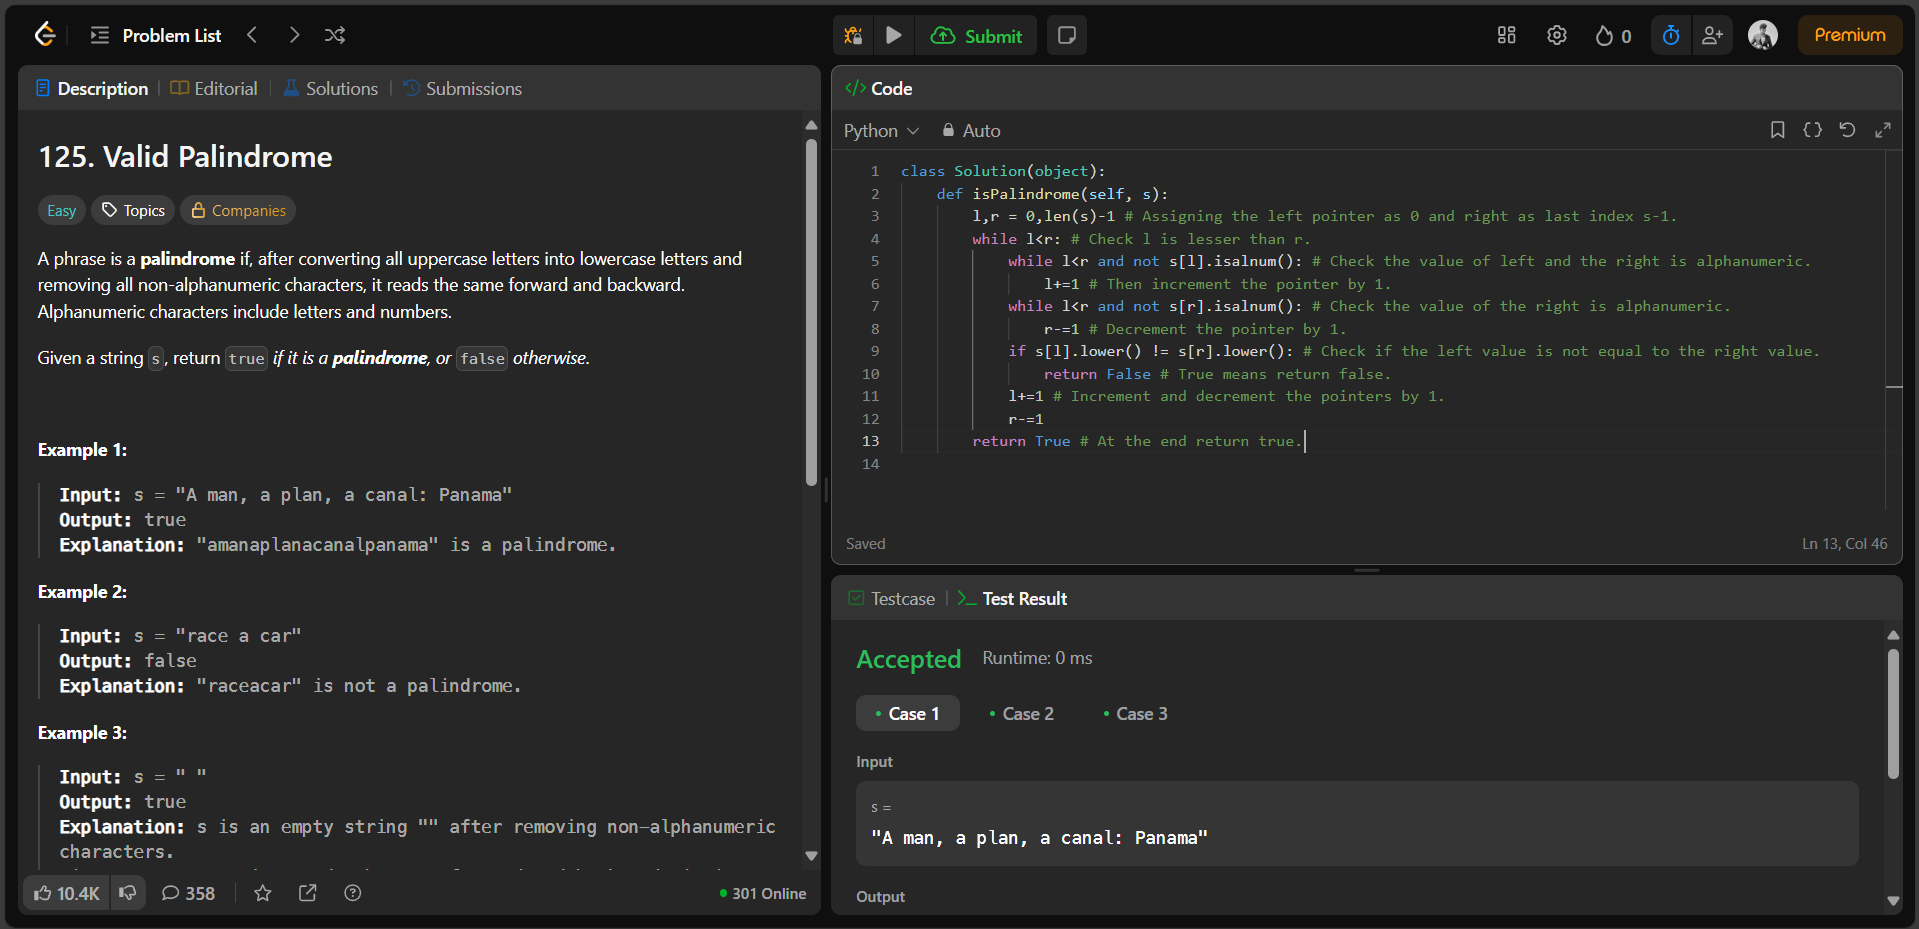 Problem List
Submit
0
Premium
Description
Editorial
Solutions
Submissions
125. Valid Palindrome
Easy
Topics
Companies
A phrase is a palindrome if, after converting all uppercase letters into lowercase letters and
removing all non-alphanumeric characters, it reads the same forward and backward.
Alphanumeric characters include letters and numbers.
Given a string s, return true if it is a palindrome, or false otherwise.
Example 1:
Input: s = "A man, a plan, a canal: Panama"
Output: true
Explanation: "amanaplanacanalpanama" is a palindrome.
Example 2:
Input: s = "race a car"
Output: false
Explanation: "raceacar" is not a palindrome.
Example 3:
Input: s = " "
Output: true
Explanation: s is an empty string "" after removing non-alphanumeric
characters.
10.4K
358
301 Online
Code
Python
Auto
1 class Solution(object):
2     def isPalindrome(self, s):
3         l,r = 0,len(s)-1 # Assigning the left pointer as 0 and right as last index s-1.
4         while l<r: # Check l is lesser than r.
5             while l<r and not s[l].isalnum(): # Check the value of left and the right is alphanumeric.
6                 l+=1 # Then increment the pointer by 1.
7             while l<r and not s[r].isalnum(): # Check the value of the right is alphanumeric.
8                 r-=1 # Decrement the pointer by 1.
9             if s[l].lower() != s[r].lower(): # Check if the left value is not equal to the right value.
10                 return False # True means return false.
11             l+=1 # Increment and decrement the pointers by 1.
12             r-=1
13         return True # At the end return true.
14
Saved
Ln 13, Col 46
Testcase
Test Result
Accepted
Runtime: 0 ms
Case 1
Case 2
Case 3
Input
s =
"A man, a plan, a canal: Panama"
Output